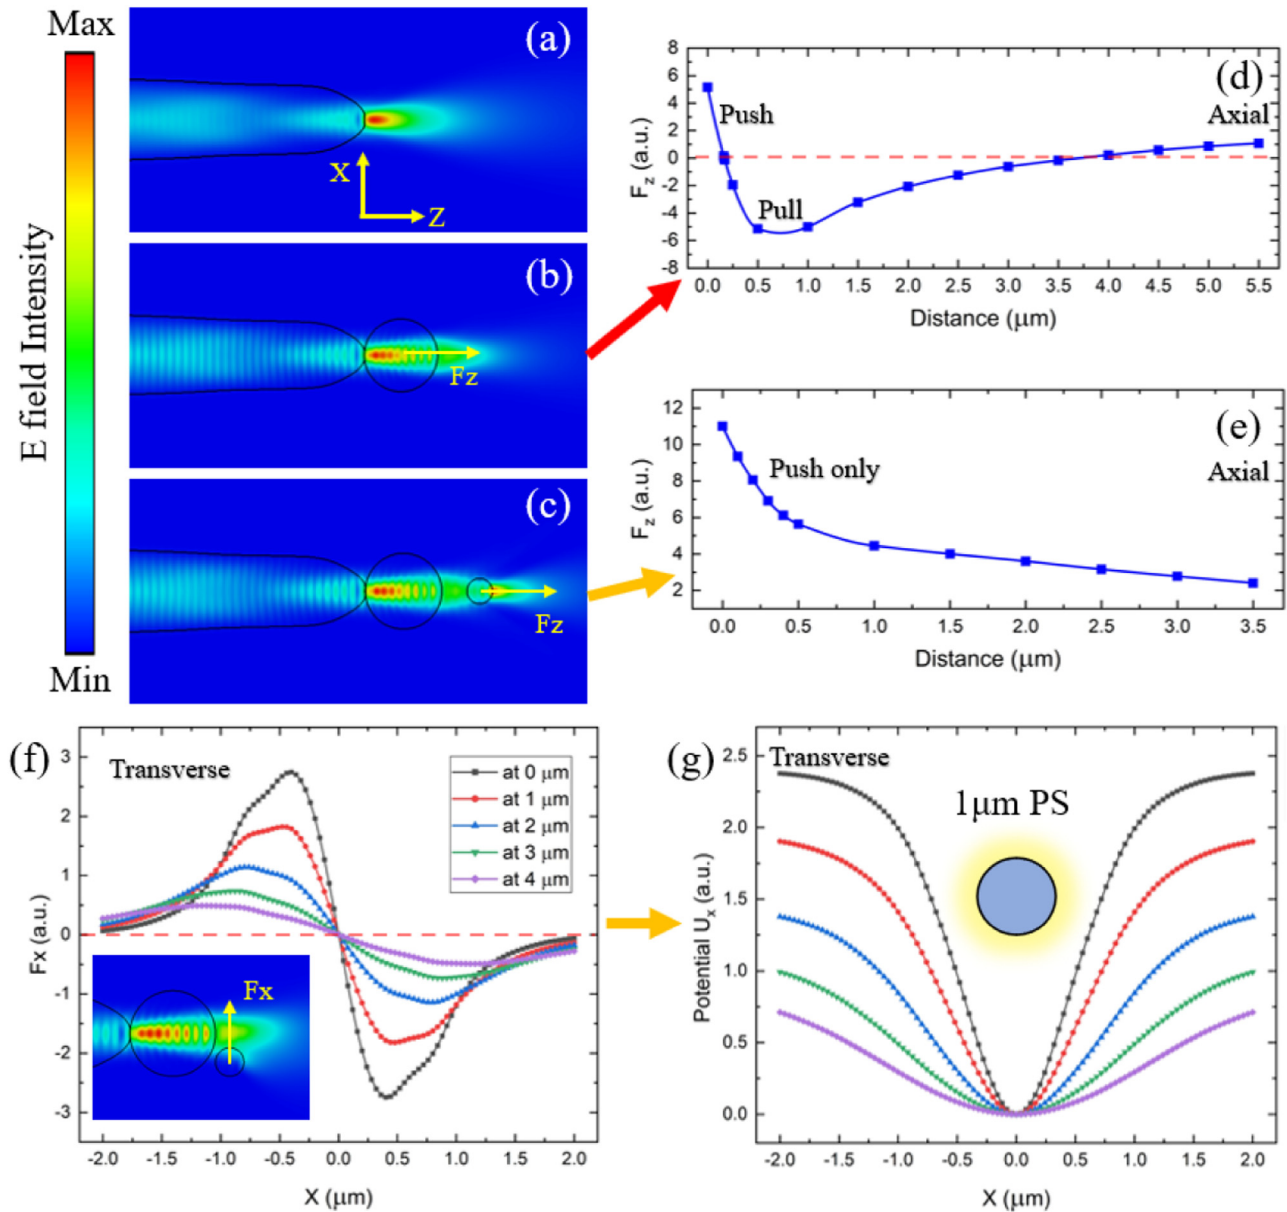 Max
E field Intensity
Min
(a)
X
Z
(b)
Fz
(c)
Fz
(d)
Push
Axial
Pull
F_z (a.u.)
8
6
4
2
0
-2
-4
-6
-8
0.0 0.5 1.0 1.5 2.0 2.5 3.0 3.5 4.0 4.5 5.0 5.5
Distance (μm)
(e)
Push only
Axial
F_z (a.u.)
12
10
8
6
4
2
0.0 0.5 1.0 1.5 2.0 2.5 3.0 3.5
Distance (μm)
(f)
Transverse
at 0 μm
at 1 μm
at 2 μm
at 3 μm
at 4 μm
Fx (a.u.)
3
2
1
0
-1
-2
-3
Fx
-2.0 -1.5 -1.0 -0.5 0.0 0.5 1.0 1.5 2.0
X (μm)
(g)
Transverse
1μm PS
Potential U_x (a.u.)
2.5
2.0
1.5
1.0
0.5
0.0
-2.0 -1.5 -1.0 -0.5 0.0 0.5 1.0 1.5 2.0
X (μm)